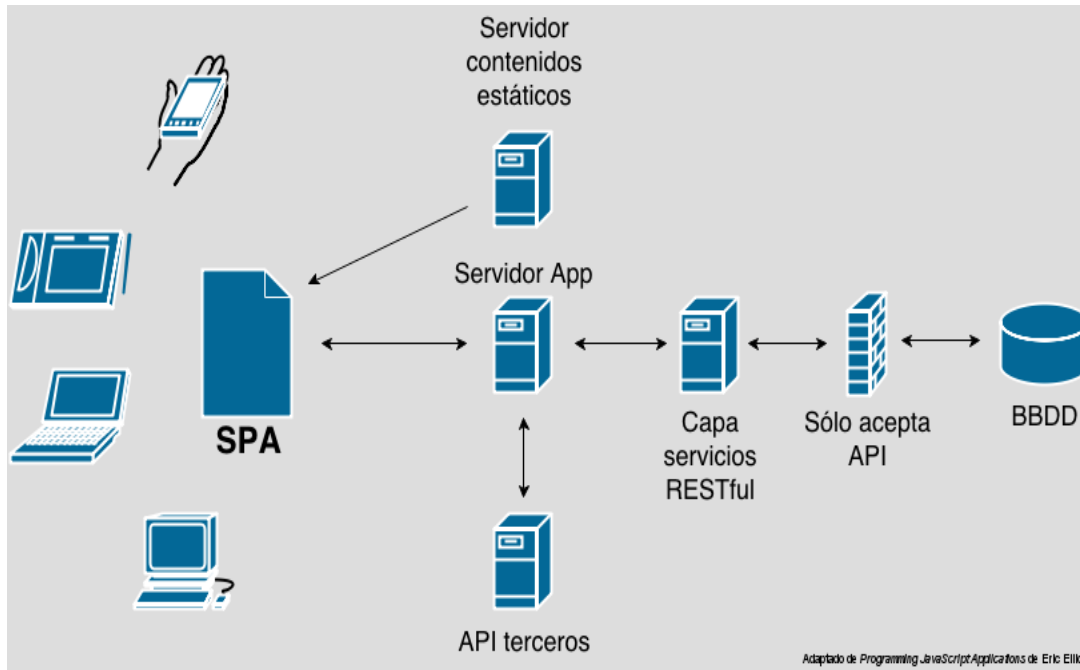 Servidor
contenidos
estáticos
Servidor App
SPA
Capa
servicios
RESTful
Sólo acepta
API
BBDD
API terceros
Adaptado de Programming JavaScript Applications de Eric